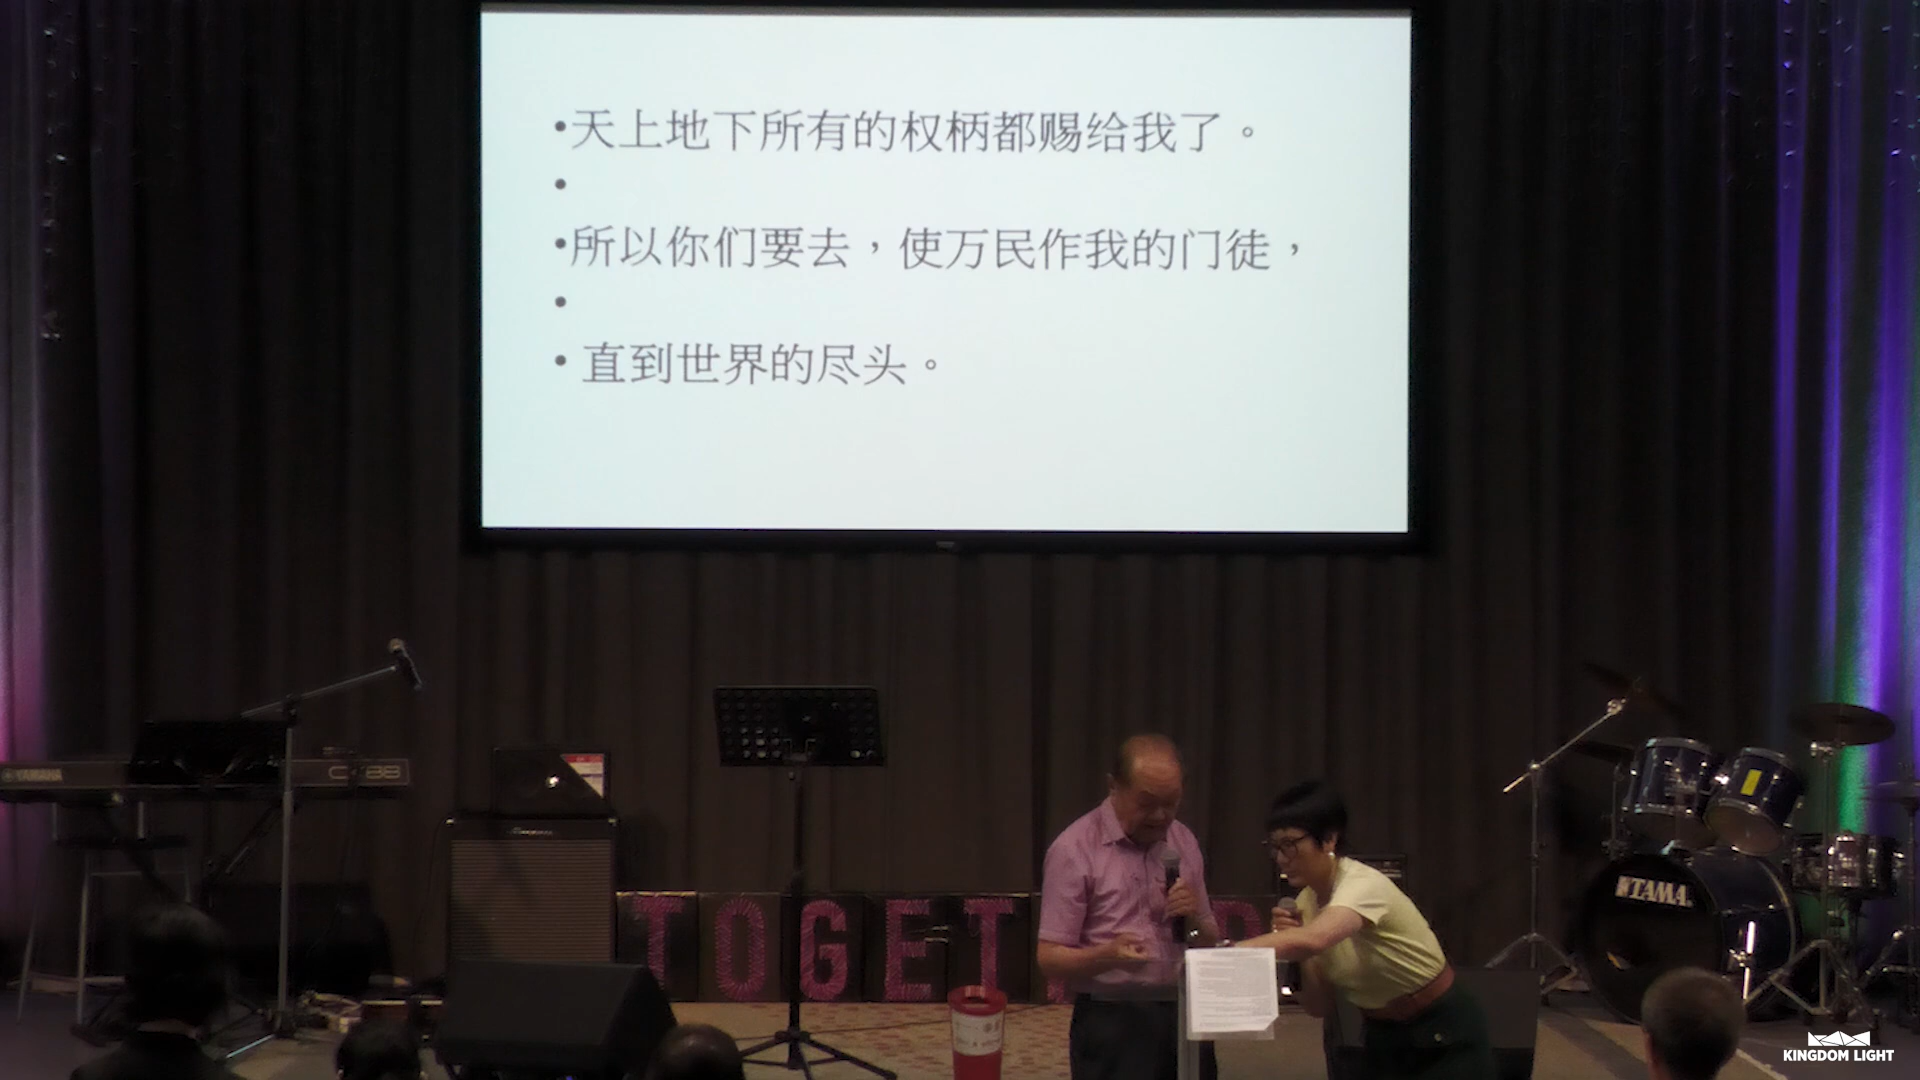 •天上地下所有的权柄都赐给我了。
•
•所以你们要去，使万民作我的门徒，
•
• 直到世界的尽头。
YAMAHA
CK88
TOGET
TAMA
KINGDOM LIGHT